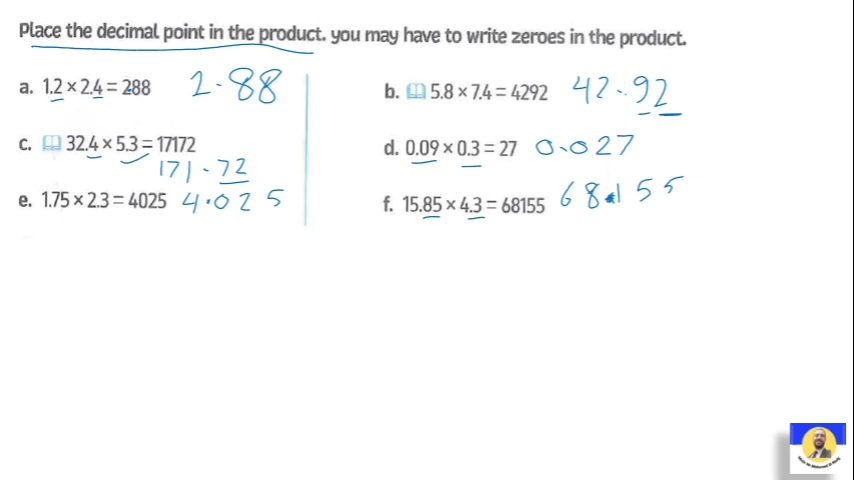 Place the decimal point in the product. you may have to write zeroes in the product.
a. 1.2 × 2.4 = 288 2.88
b. 5.8 × 7.4 = 4292 42.92
c. 32.4 × 5.3 = 17172
171.72
d. 0.09 × 0.3 = 27 0.027
e. 1.75 × 2.3 = 4025 4.025
f. 15.85 × 4.3 = 68155 68.155